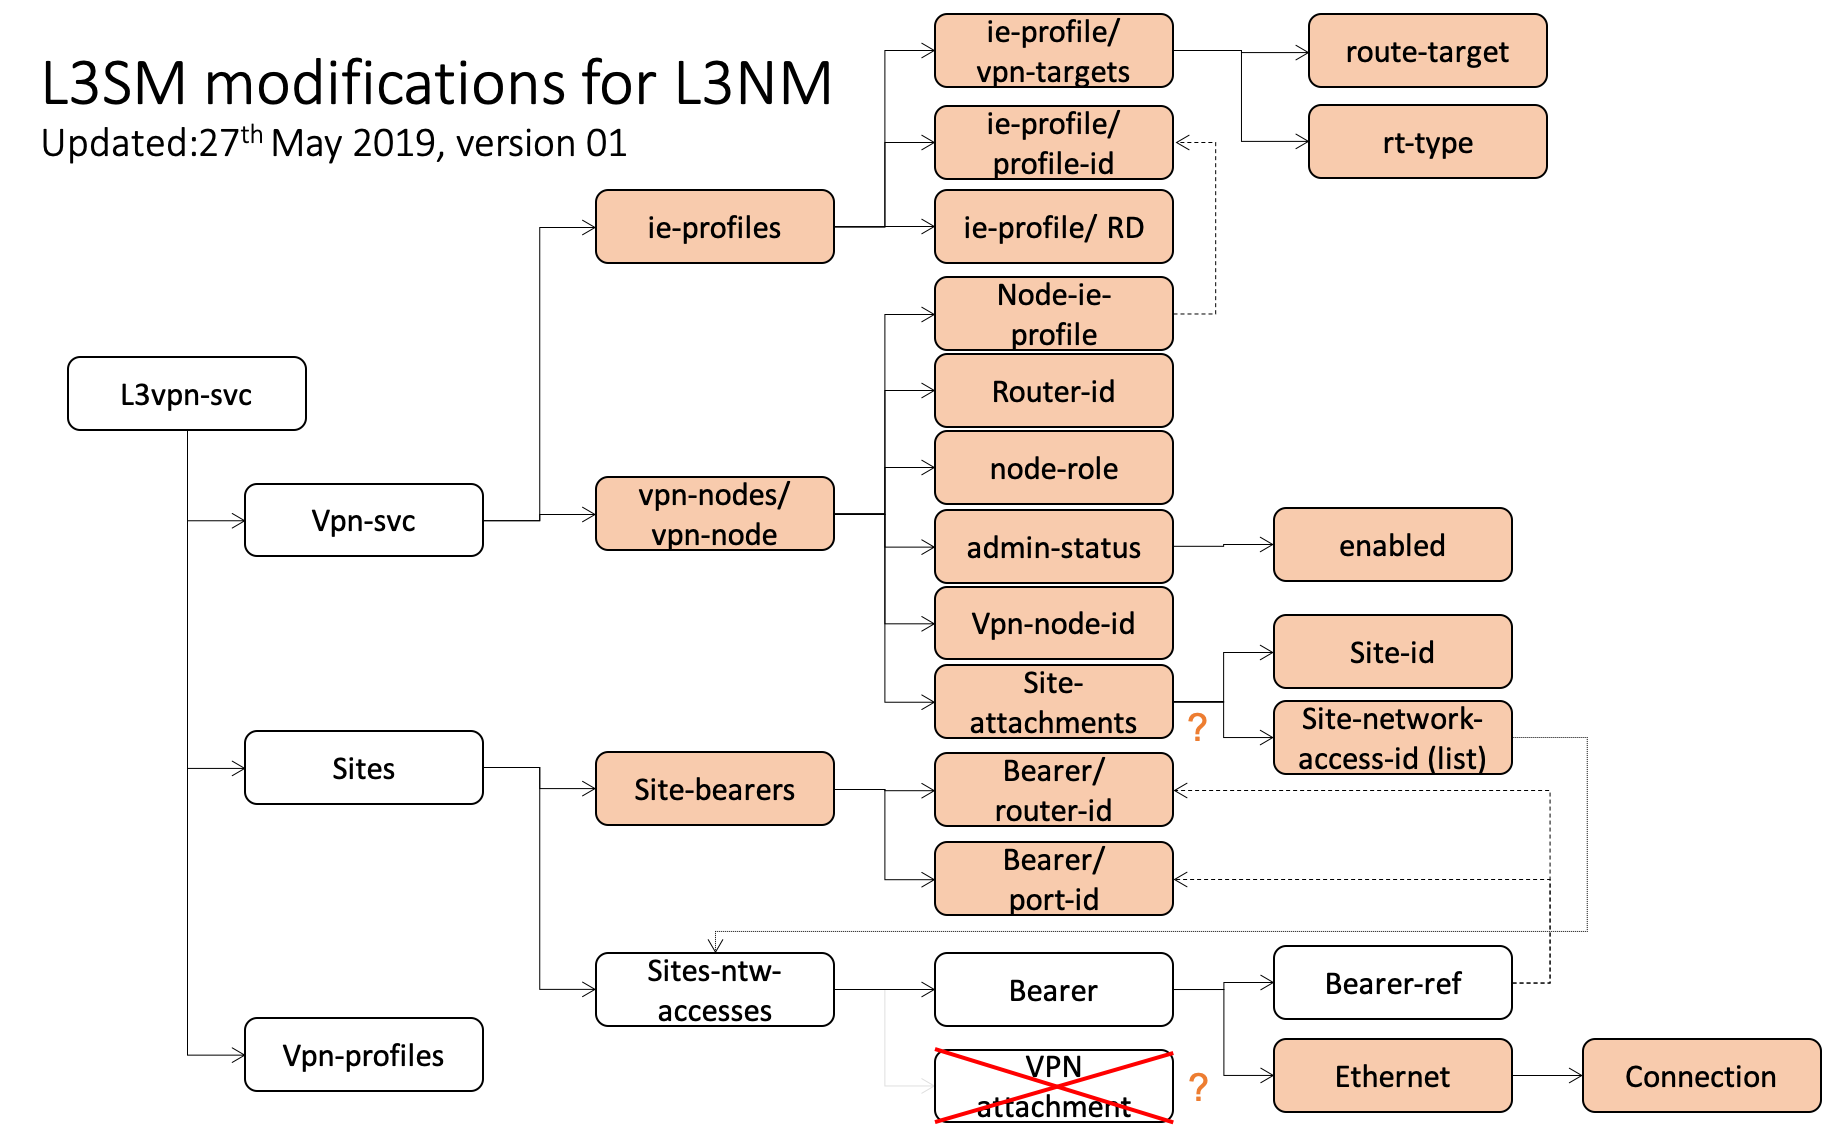 L3SM modifications for L3NM
Updated:27th May 2019, version 01
ie-profile/
vpn-targets
route-target
ie-profile/
profile-id
rt-type
ie-profiles
ie-profile/ RD
Node-ie-
profile
L3vpn-svc
Router-id
node-role
Vpn-svc
vpn-nodes/
vpn-node
admin-status
enabled
Vpn-node-id
Site-id
Site-
attachments
?
Site-network-
access-id (list)
Sites
Site-bearers
Bearer/
router-id
Bearer/
port-id
Sites-ntw-
accesses
Bearer
Bearer-ref
Vpn-profiles
VPN
attachment
?
Ethernet
Connection